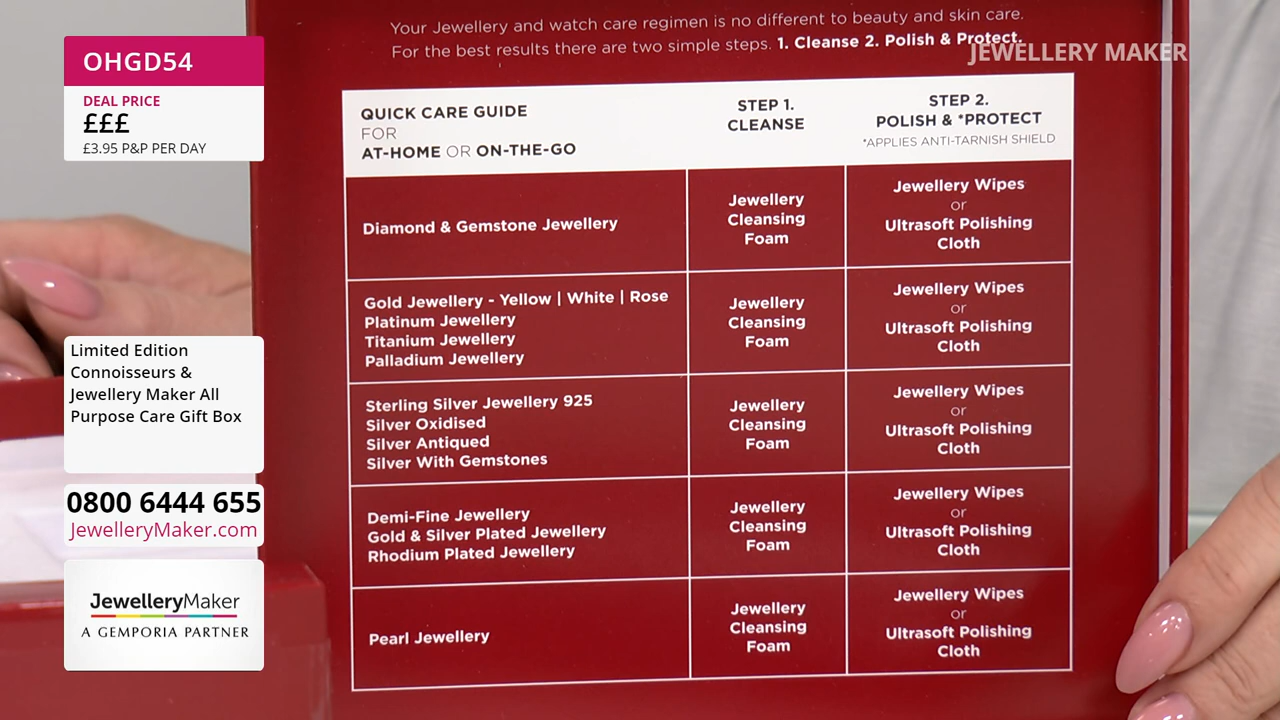 OHGD54
DEAL PRICE
£££
£3.95 P&P PER DAY
Limited Edition
Connoisseurs &
Jewellery Maker All
Purpose Care Gift Box
0800 6444 655
JewelleryMaker.com
JewelleryMaker
A GEMPORIA PARTNER
JEWELLERY MAKER
Your Jewellery and watch care regimen is no different to beauty and skin care.
For the best results there are two simple steps. 1. Cleanse 2. Polish & Protect.
QUICK CARE GUIDE
FOR
AT-HOME OR ON-THE-GO
STEP 1.
CLEANSE
STEP 2.
POLISH & *PROTECT
*APPLIES ANTI-TARNISH SHIELD
Diamond & Gemstone Jewellery
Jewellery
Cleansing
Foam
Jewellery Wipes
or
Ultrasoft Polishing
Cloth
Gold Jewellery - Yellow | White | Rose
Platinum Jewellery
Titanium Jewellery
Palladium Jewellery
Jewellery
Cleansing
Foam
Jewellery Wipes
or
Ultrasoft Polishing
Cloth
Sterling Silver Jewellery 925
Silver Oxidised
Silver Antiqued
Silver With Gemstones
Jewellery
Cleansing
Foam
Jewellery Wipes
or
Ultrasoft Polishing
Cloth
Demi-Fine Jewellery
Gold & Silver Plated Jewellery
Rhodium Plated Jewellery
Jewellery
Cleansing
Foam
Jewellery Wipes
or
Ultrasoft Polishing
Cloth
Pearl Jewellery
Jewellery
Cleansing
Foam
Jewellery Wipes
or
Ultrasoft Polishing
Cloth